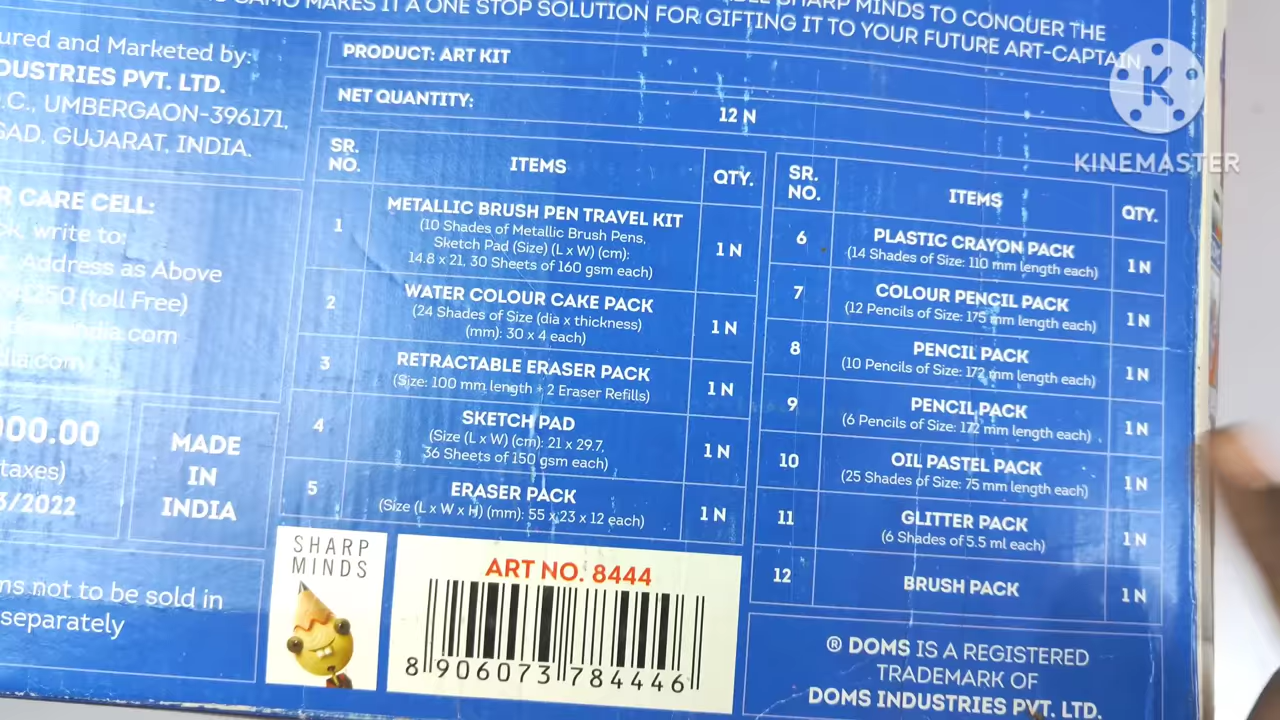 SHARP MINDS TO CONQUER THE
CAMO MAKES IT A ONE STOP SOLUTION FOR GIFTING IT TO YOUR FUTURE ART-CAPTAIN
ured and Marketed by:
DUSTRIES PVT. LTD.
.C., UMBERGAON-396171,
SAD. GUJARAT, INDIA.
R CARE CELL:
ck, write to:
Address as Above
1250 (toll Free)
india.com
dia.com
00.00
taxes)
3/2022
MADE
IN
INDIA
ms not to be sold in
separately
PRODUCT: ART KIT
NET QUANTITY:
12 N
SR. NO. ITEMS QTY.
1 METALLIC BRUSH PEN TRAVEL KIT 1 N
(10 Shades of Metallic Brush Pens,
Sketch Pad (Size) (L x W) (cm):
14.8 x 21, 30 Sheets of 160 gsm each)
2 WATER COLOUR CAKE PACK 1 N
(24 Shades of Size (dia x thickness)
(mm): 30 x 4 each)
3 RETRACTABLE ERASER PACK 1 N
(Size: 100 mm length + 2 Eraser Refills)
4 SKETCH PAD 1 N
(Size (L x W) (cm): 21 x 29.7,
36 Sheets of 150 gsm each)
5 ERASER PACK 1 N
(Size (L x W x H) (mm): 55 x 23 x 12 each)
SR. NO. ITEMS QTY.
6 PLASTIC CRAYON PACK 1 N
(14 Shades of Size: 110 mm length each)
7 COLOUR PENCIL PACK 1 N
(12 Pencils of Size: 175 mm length each)
8 PENCIL PACK 1 N
(10 Pencils of Size: 172 mm length each)
9 PENCIL PACK 1 N
(6 Pencils of Size: 172 mm length each)
10 OIL PASTEL PACK 1 N
(25 Shades of Size: 75 mm length each)
11 GLITTER PACK 1 N
(6 Shades of 5.5 ml each)
12 BRUSH PACK 1 N
SHARP
MINDS
ART NO. 8444
8 906073 784446
® DOMS IS A REGISTERED
TRADEMARK OF
DOMS INDUSTRIES PVT. LTD.
K
KINEMASTER